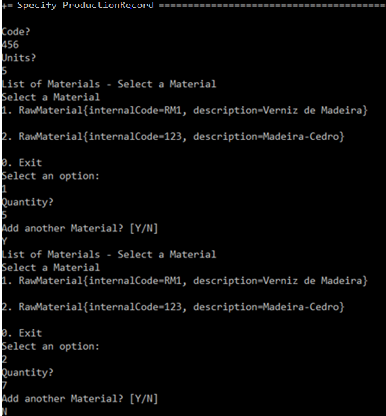 += Specify ProductionRecord ========================================
Code?
456
Units?
5
List of Materials - Select a Material
Select a Material
1. RawMaterial{internalCode=RM1, description=Verniz de Madeira}
2. RawMaterial{internalCode=123, description=Madeira-Cedro}
0. Exit
Select an option:
1
Quantity?
5
Add another Material? [Y/N]
Y
List of Materials - Select a Material
Select a Material
1. RawMaterial{internalCode=RM1, description=Verniz de Madeira}
2. RawMaterial{internalCode=123, description=Madeira-Cedro}
0. Exit
Select an option:
2
Quantity?
7
Add another Material? [Y/N]
N